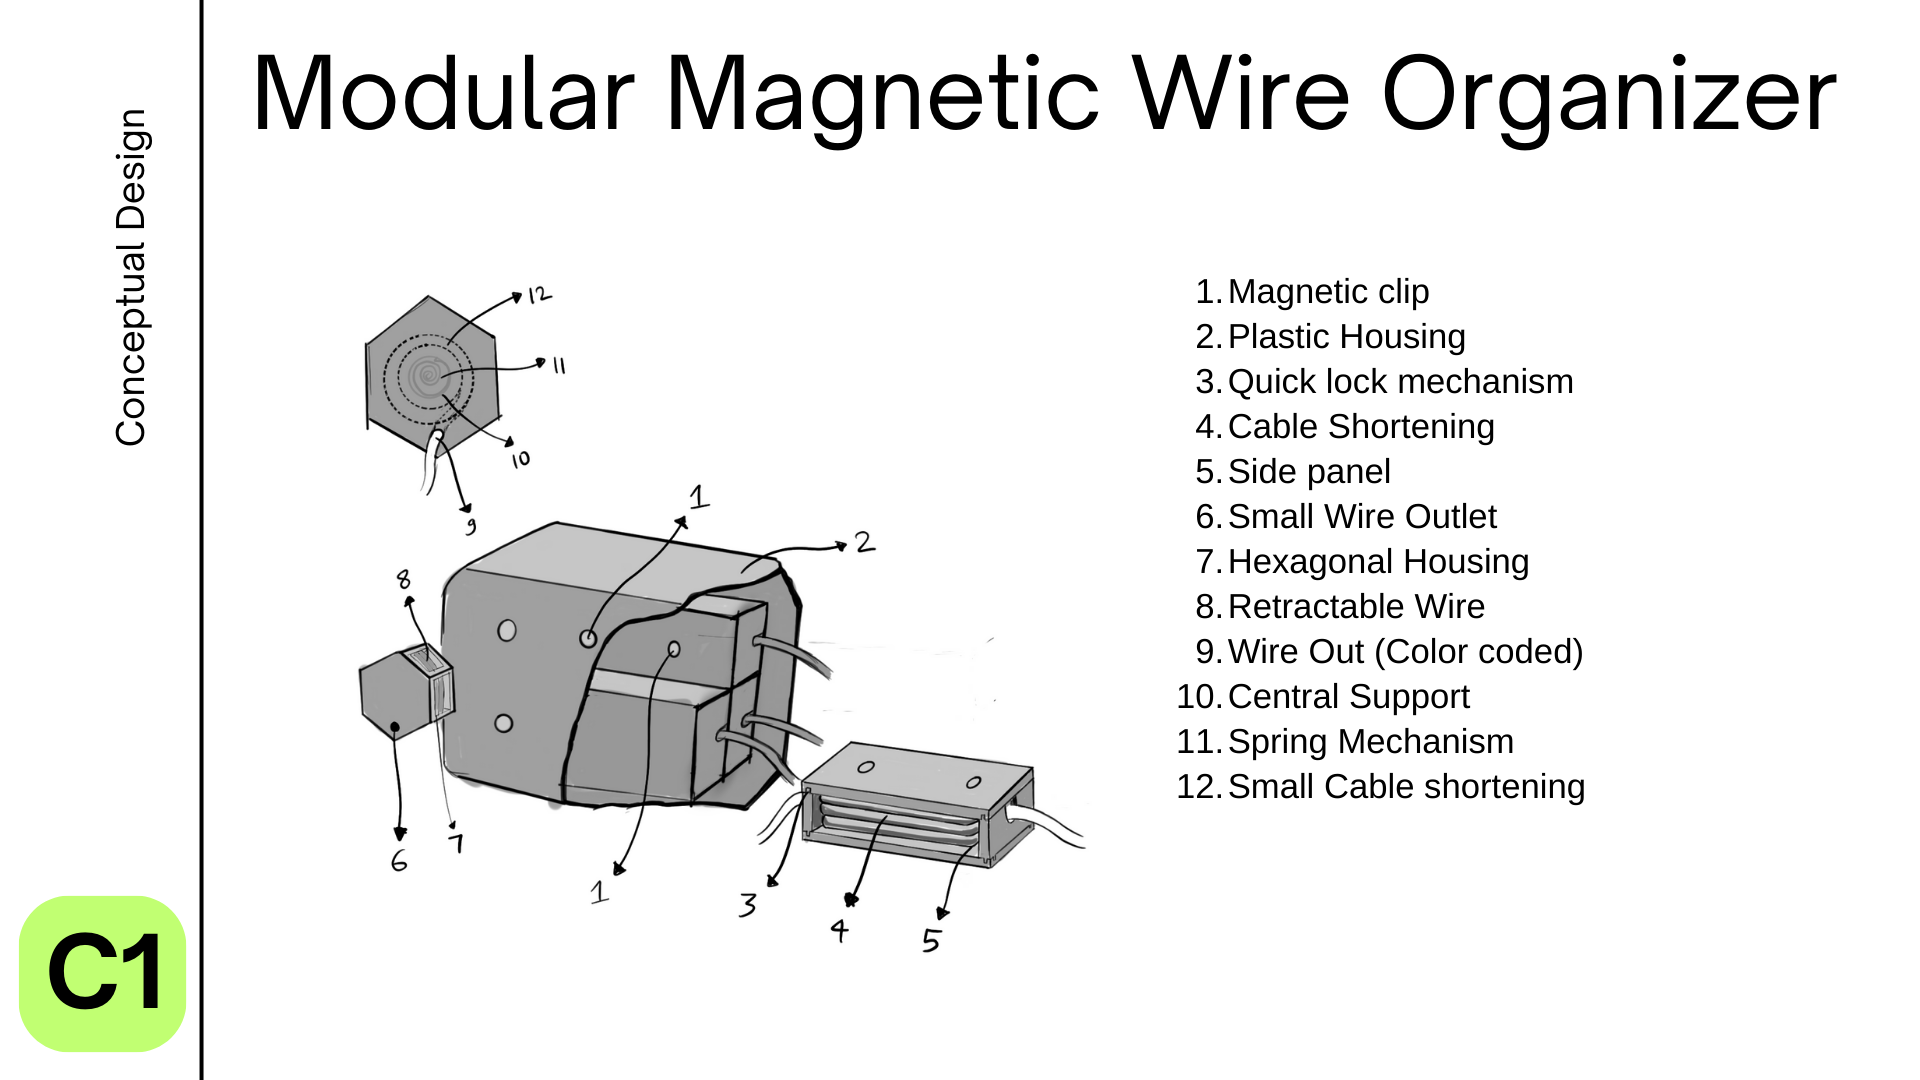 Modular Magnetic Wire Organizer
Conceptual Design
12
11
10
9
1
2
8
6
7
1
3
4
5
1. Magnetic clip
2. Plastic Housing
3. Quick lock mechanism
4. Cable Shortening
5. Side panel
6. Small Wire Outlet
7. Hexagonal Housing
8. Retractable Wire
9. Wire Out (Color coded)
10. Central Support
11. Spring Mechanism
12. Small Cable shortening
C1